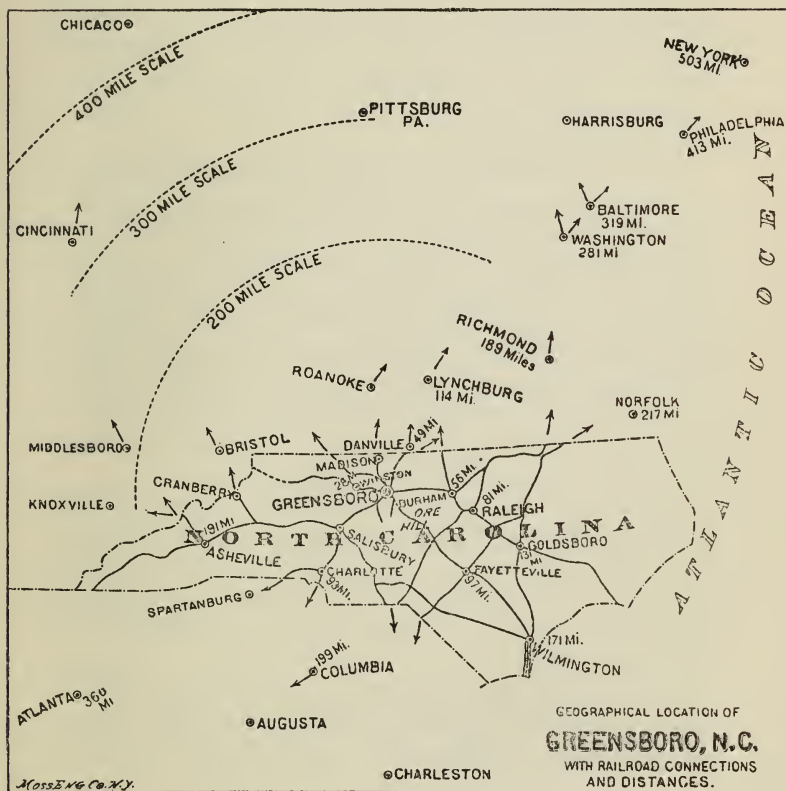 CHICAGO
NEW YORK
503 MI.
400 MILE SCALE
PITTSBURG
PA.
HARRISBURG
PHILADELPHIA
413 MI.
300 MILE SCALE
CINCINNATI
BALTIMORE
319 MI.
WASHINGTON
281 MI
ATLANTIC OCEAN
200 MILE SCALE
RICHMOND
189 Miles
ROANOKE
LYNCHBURG
114 MI.
NORFOLK
217 MI
MIDDLESBORO
BRISTOL
DANVILLE
49 MI
MADISON
WINSTON
28 M
CRANBERRY
GREENSBORO
DURHAM
56 MI.
81 MI.
RALEIGH
KNOXVILLE
ORE
HILL
191 MI
ASHEVILLE
NORTH CAROLINA
SALISBURY
GOLDSBORO
131
MI
CHARLOTTE
93 MI.
FAYETTEVILLE
97 MI.
SPARTANBURG
171 MI.
WILMINGTON
199 MI.
COLUMBIA
ATLANTA
360
MI
AUGUSTA
CHARLESTON
GEOGRAPHICAL LOCATION OF
GREENSBORO, N.C.
WITH RAILROAD CONNECTIONS
AND DISTANCES.
MOSS ENG CO. N.Y.